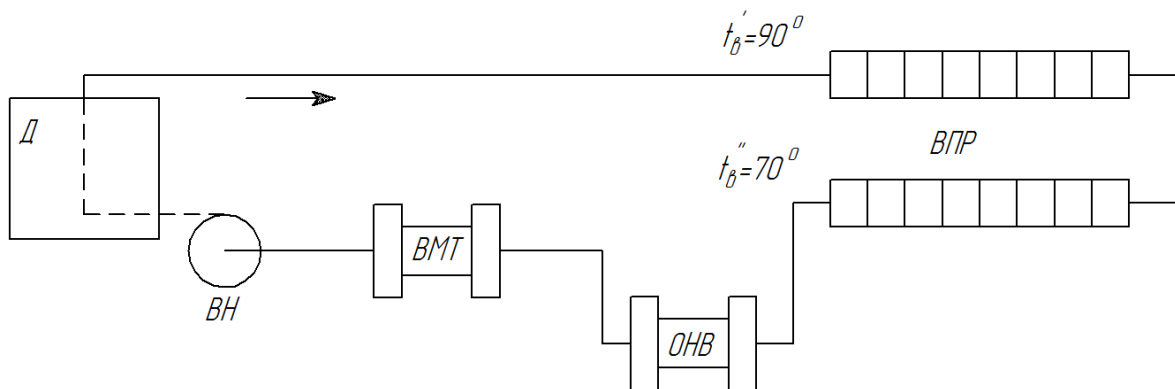 t'в=90°
Д
ВПР
t''в=70°
ВМТ
ВН
ОНВ